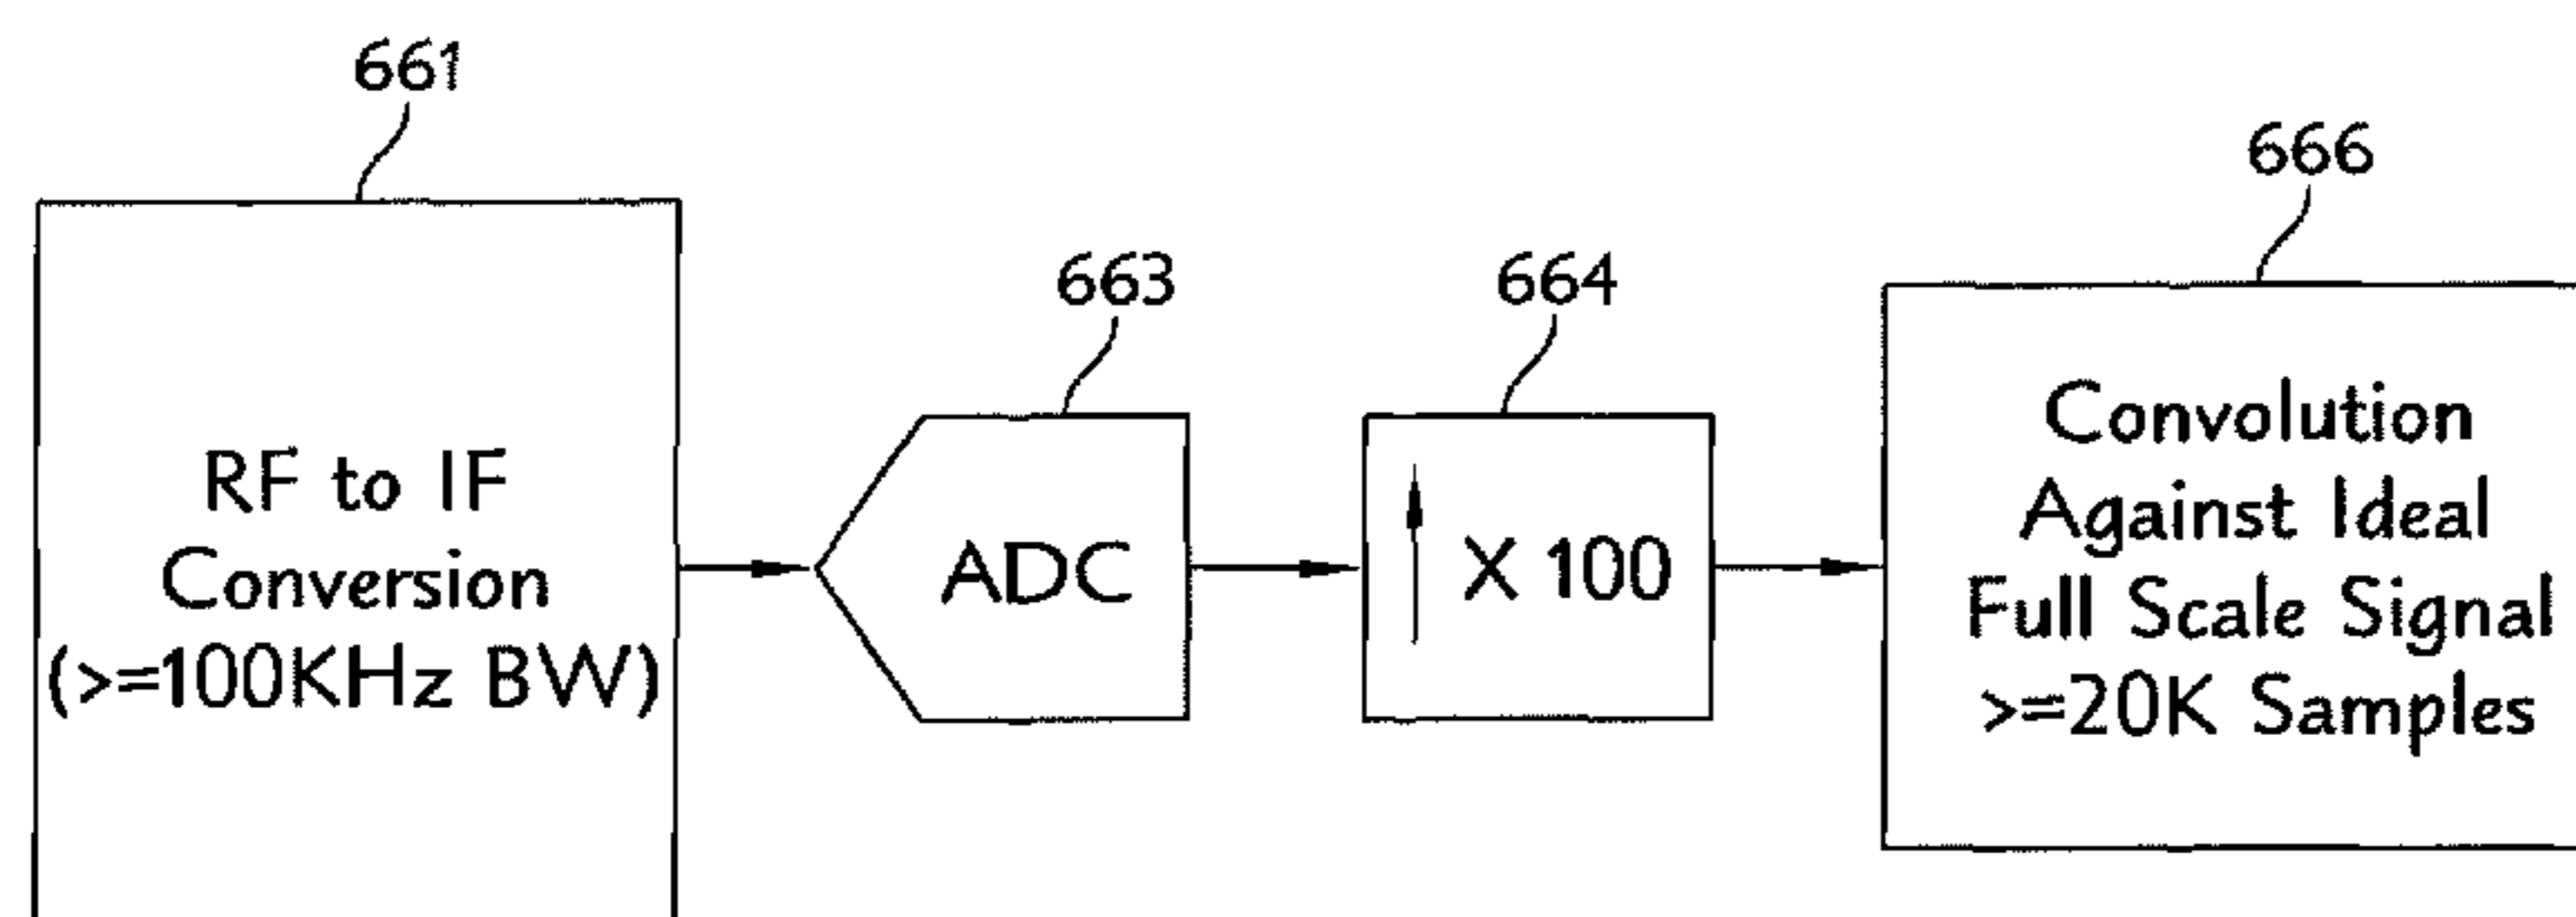 661
RF to IF
Conversion
(>=100KHz BW)
663
ADC
664
X 100
666
Convolution
Against Ideal
Full Scale Signal
>=20K Samples